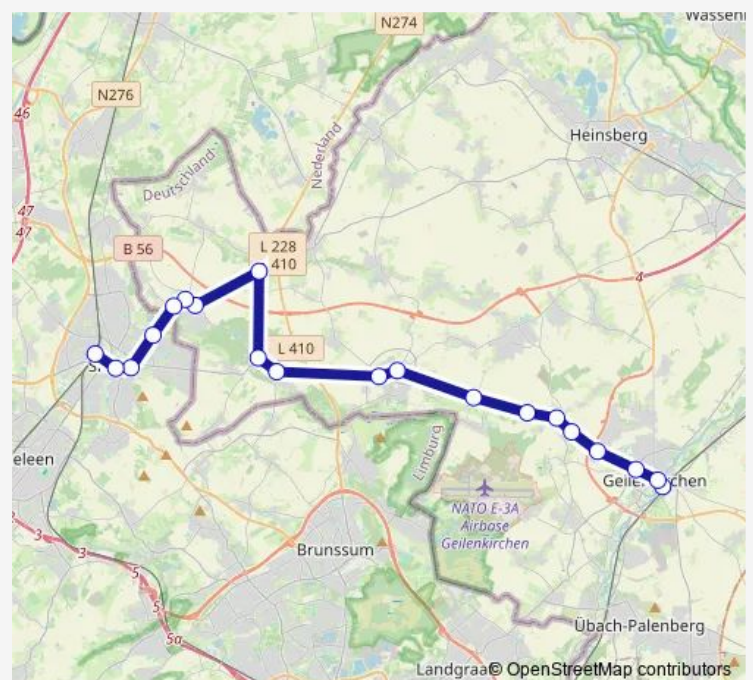 N274
Wassen
N276
46
Heinsberg
Nederland
Deutschland
47
47
B 56
L 228
410
4
L 410
Limburg
eleen
Geilenkirchen
NATO E-3A
Airbase
Geilenkirchen
3
3
5
Brunssum
5
5a
Übach-Palenberg
Landgraa© OpenStreetMap contributors